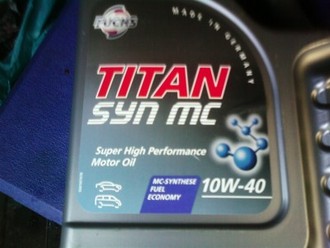 FUCHS
MADE IN GERMANY
TITAN
SYN MC
Super High Performance
Motor Oil
MC-SYNTHESE
FUEL
ECONOMY
10W-40